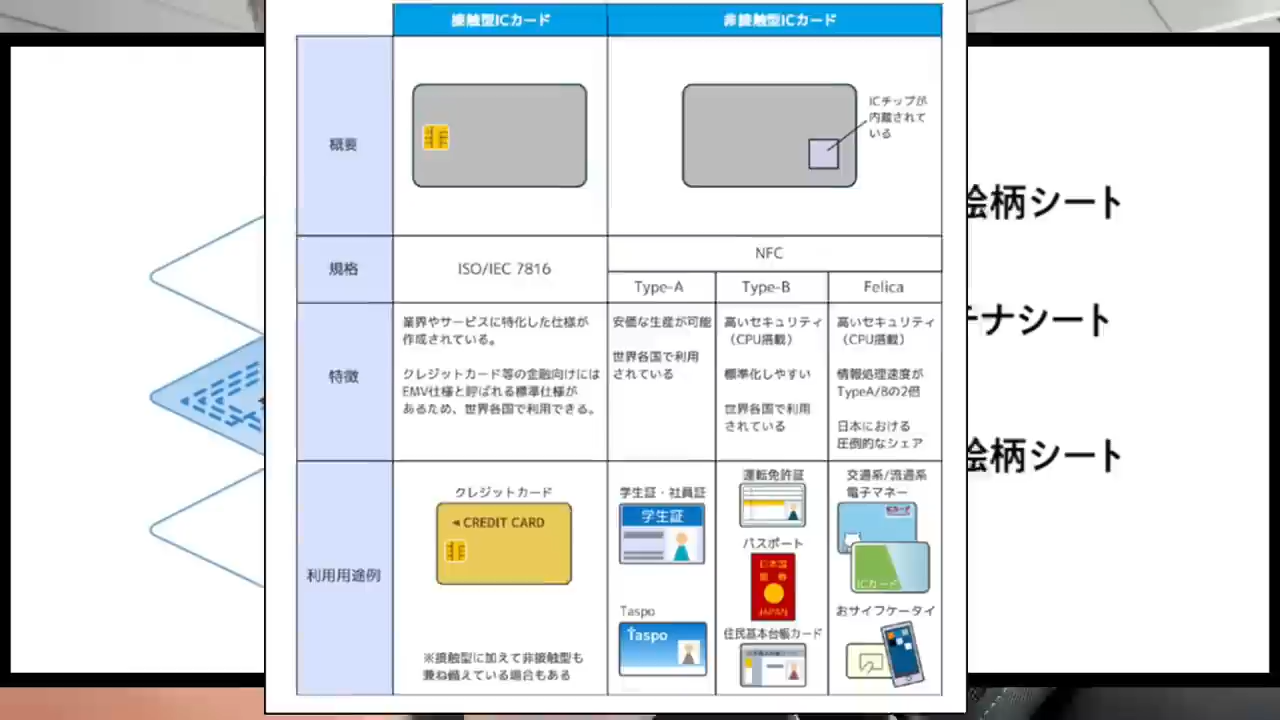 接触型ICカード
非接触型ICカード
概要
ICチップが
内蔵されて
いる
規格
ISO/IEC 7816
NFC
Type-A
Type-B
Felica
特徴
業界やサービスに特化した仕様が
作成されている。
クレジットカード等の金融向けには
EMV仕様と呼ばれる標準仕様が
あるため、世界各国で利用できる。
安価な生産が可能
世界各国で利用
されている
高いセキュリティ
（CPU搭載）
標準化しやすい
世界各国で利用
されている
高いセキュリティ
（CPU搭載）
情報処理速度が
TypeA/Bの2倍
日本における
圧倒的なシェア
利用用途例
クレジットカード
CREDIT CARD
※接触型に加えて非接触型も
兼ね備えている場合もある
学生証・社員証
学生証
Taspo
Taspo
運転免許証
パスポート
日本国
旅券
JAPAN
住民基本台帳カード
交通系/流通系
電子マネー
ICカード
ICカード
おサイフケータイ
絵柄シート
テナシート
絵柄シート